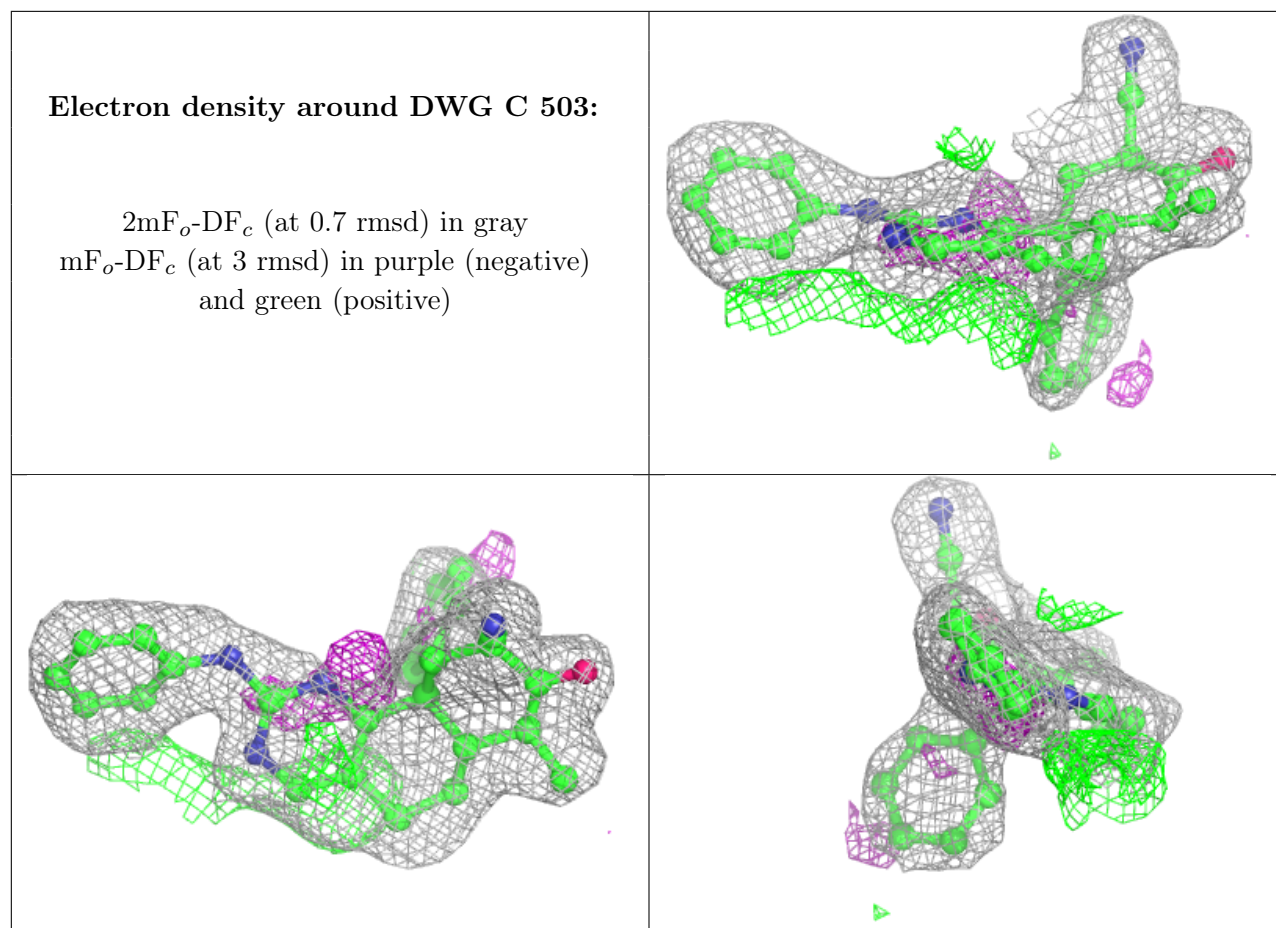 Electron density around DWG C 503:
2mFo-DFc (at 0.7 rmsd) in gray
mFo-DFc (at 3 rmsd) in purple (negative)
and green (positive)